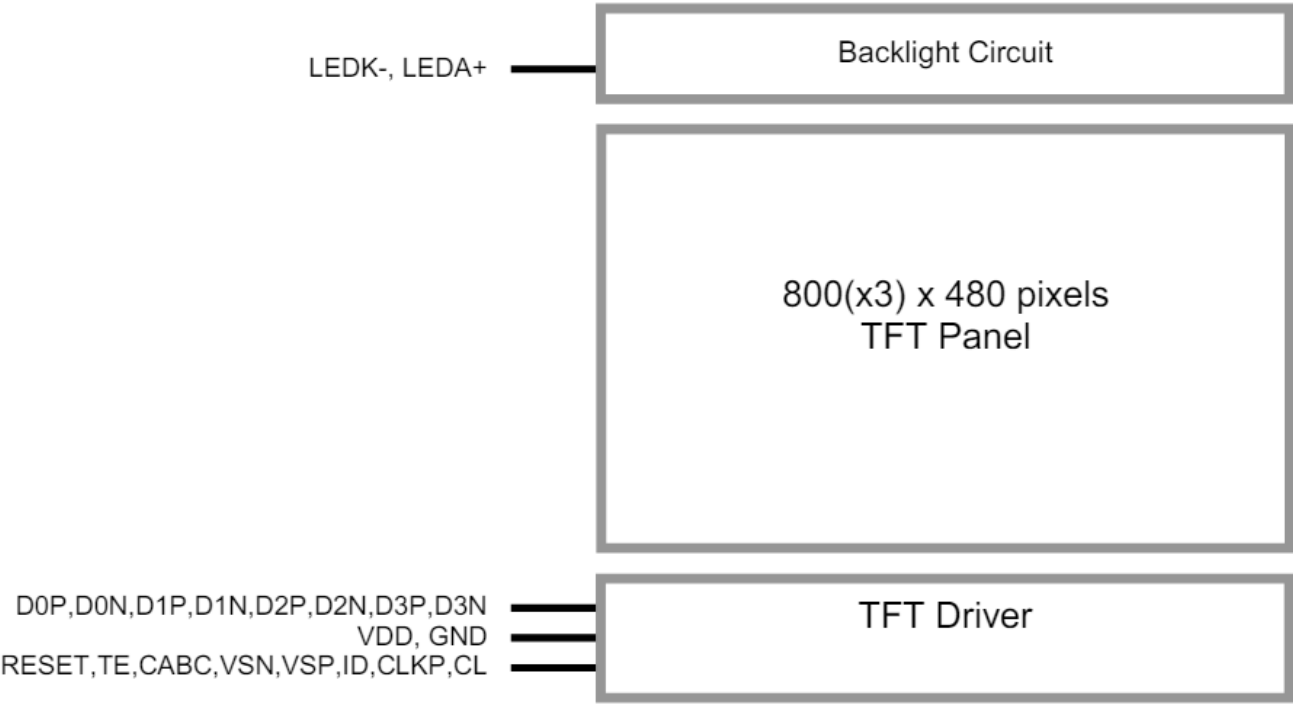 Backlight Circuit
LEDK-, LEDA+
800(x3) x 480 pixels
TFT Panel
D0P,D0N,D1P,D1N,D2P,D2N,D3P,D3N
TFT Driver
VDD, GND
RESET,TE,CABC,VSN,VSP,ID,CLKP,CL